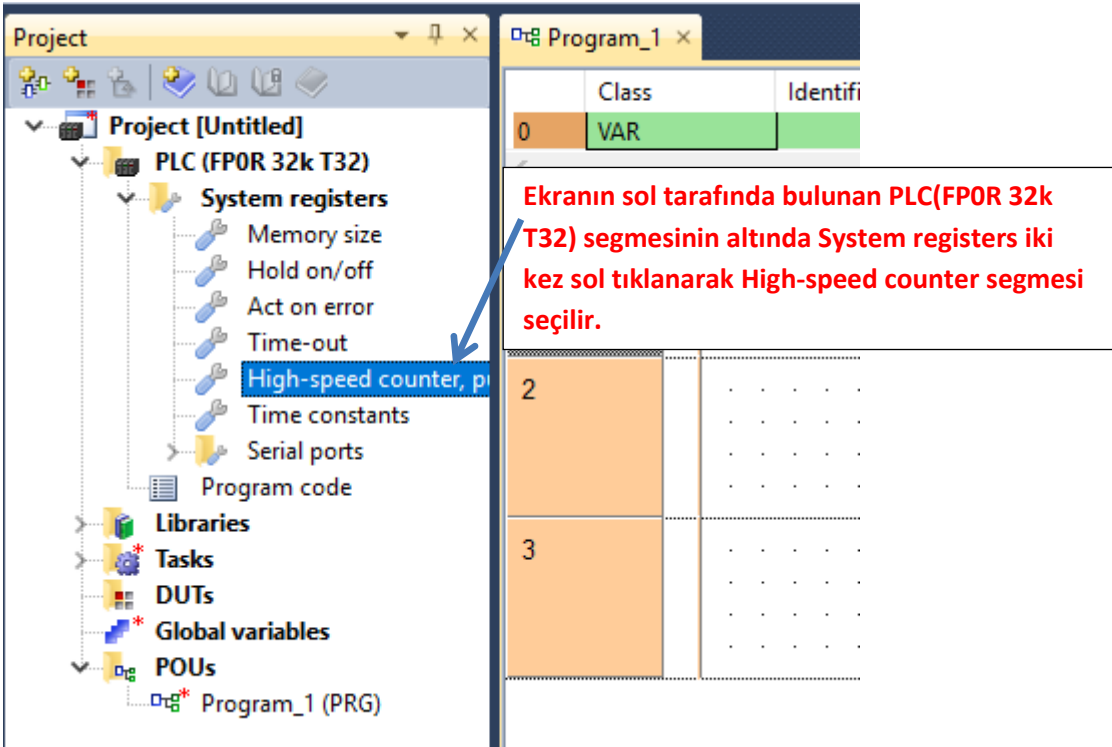 Project
Project [Untitled]
PLC (FP0R 32k T32)
System registers
Memory size
Hold on/off
Act on error
Time-out
High-speed counter, pu
Time constants
Serial ports
Program code
Libraries
Tasks
DUTs
Global variables
POUs
Program_1 (PRG)
Program_1
Class Identifi
0 VAR
Ekranın sol tarafında bulunan PLC(FP0R 32k
T32) segmesinin altında System registers iki
kez sol tıklanarak High-speed counter segmesi
seçilir.
2
3